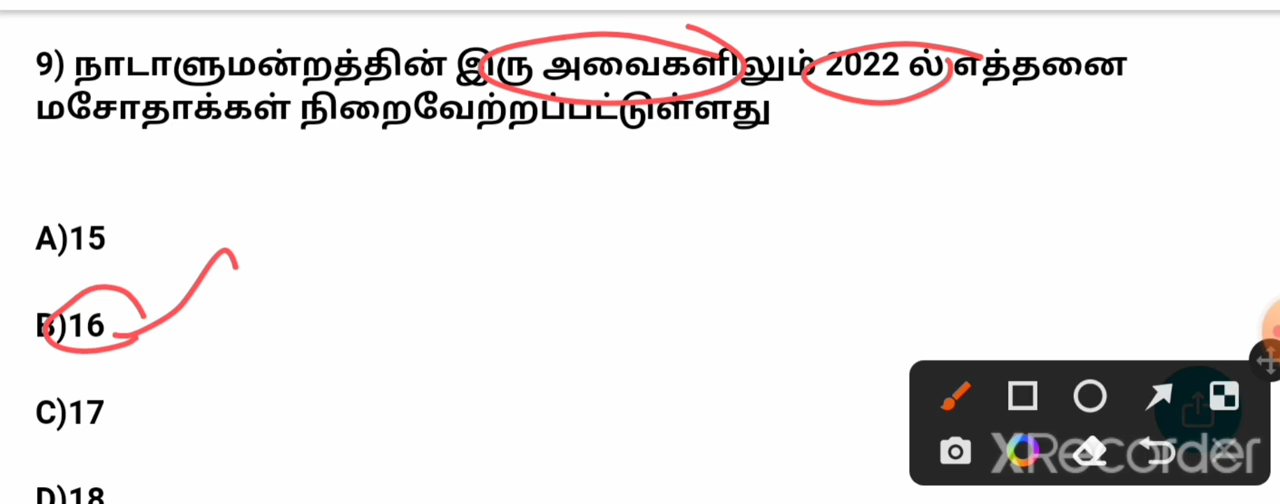 9) நாடாளுமன்றத்தின் இரு அவைகளிலும் 2022 ல் எத்தனை
மசோதாக்கள் நிறைவேற்றப்பட்டுள்ளது
A)15
B)16
C)17
D)18
XRecorder